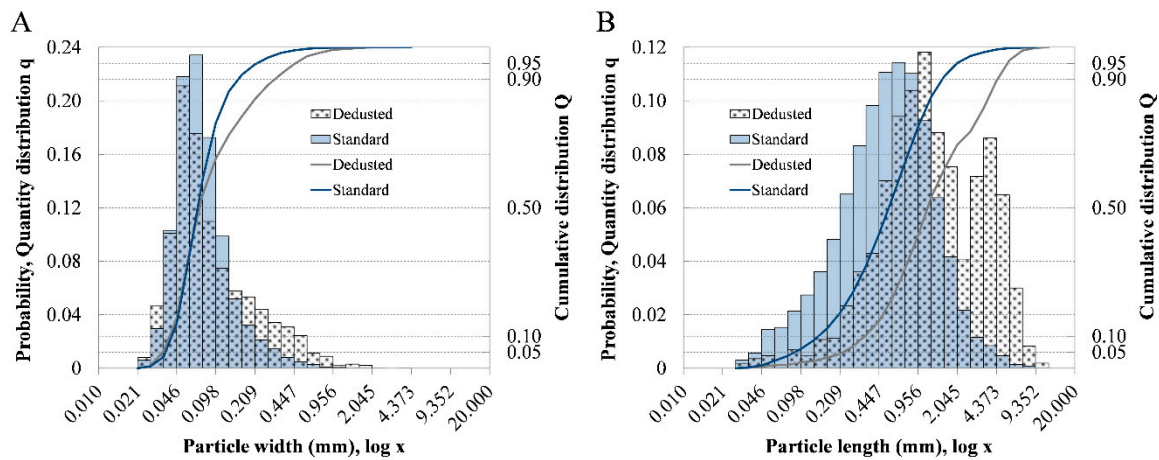 A
Probability, Quantity distribution q
0.24
0.20
0.16
0.12
0.08
0.04
0
Dedusted
Standard
Dedusted
Standard
0.95
0.90
0.50
0.10
0.05
Cumulative distribution Q
0.010
0.021
0.046
0.098
0.209
0.447
0.956
2.045
4.373
9.352
20.000
Particle width (mm), log x
B
Probability, Quantity distribution q
0.12
0.10
0.08
0.06
0.04
0.02
0
Dedusted
Standard
Dedusted
Standard
0.95
0.90
0.50
0.10
0.05
Cumulative distribution Q
0.010
0.021
0.046
0.098
0.209
0.447
0.956
2.045
4.373
9.352
20.000
Particle length (mm), log x